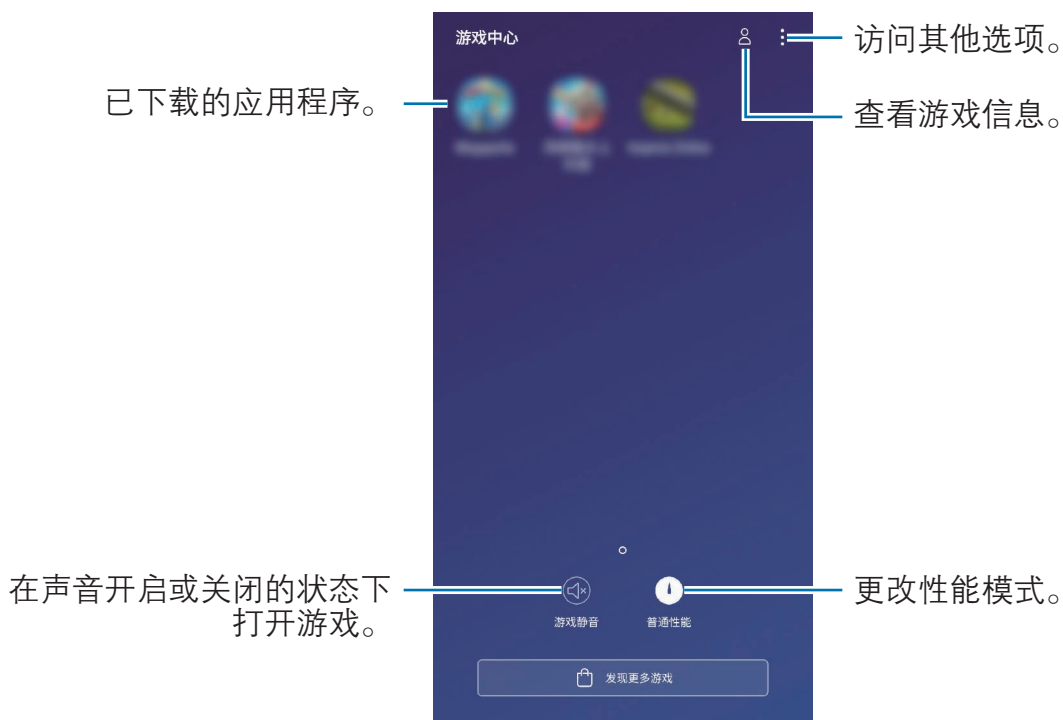 游戏中心
访问其他选项。
已下载的应用程序。
查看游戏信息。
在声音开启或关闭的状态下
打开游戏。
更改性能模式。
游戏静音
普通性能
发现更多游戏